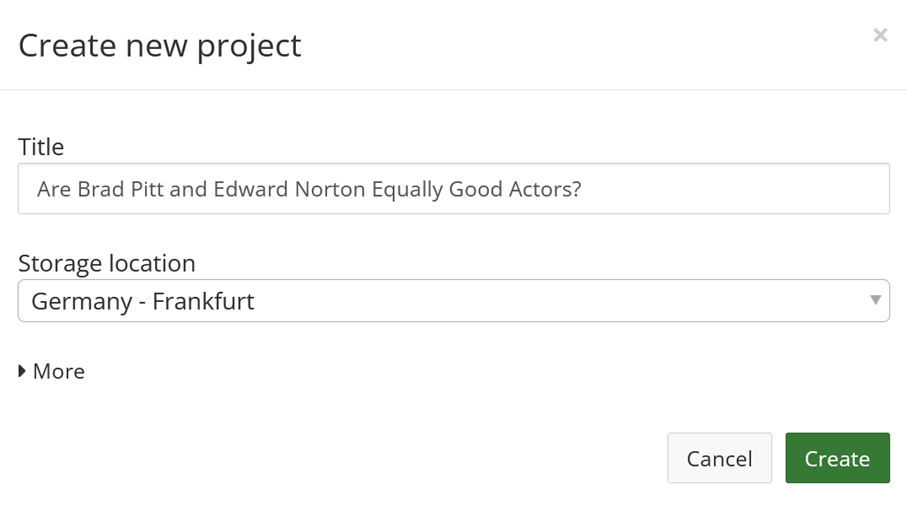 Create new project
×
Title
Are Brad Pitt and Edward Norton Equally Good Actors?
Storage location
Germany - Frankfurt
More
Cancel
Create